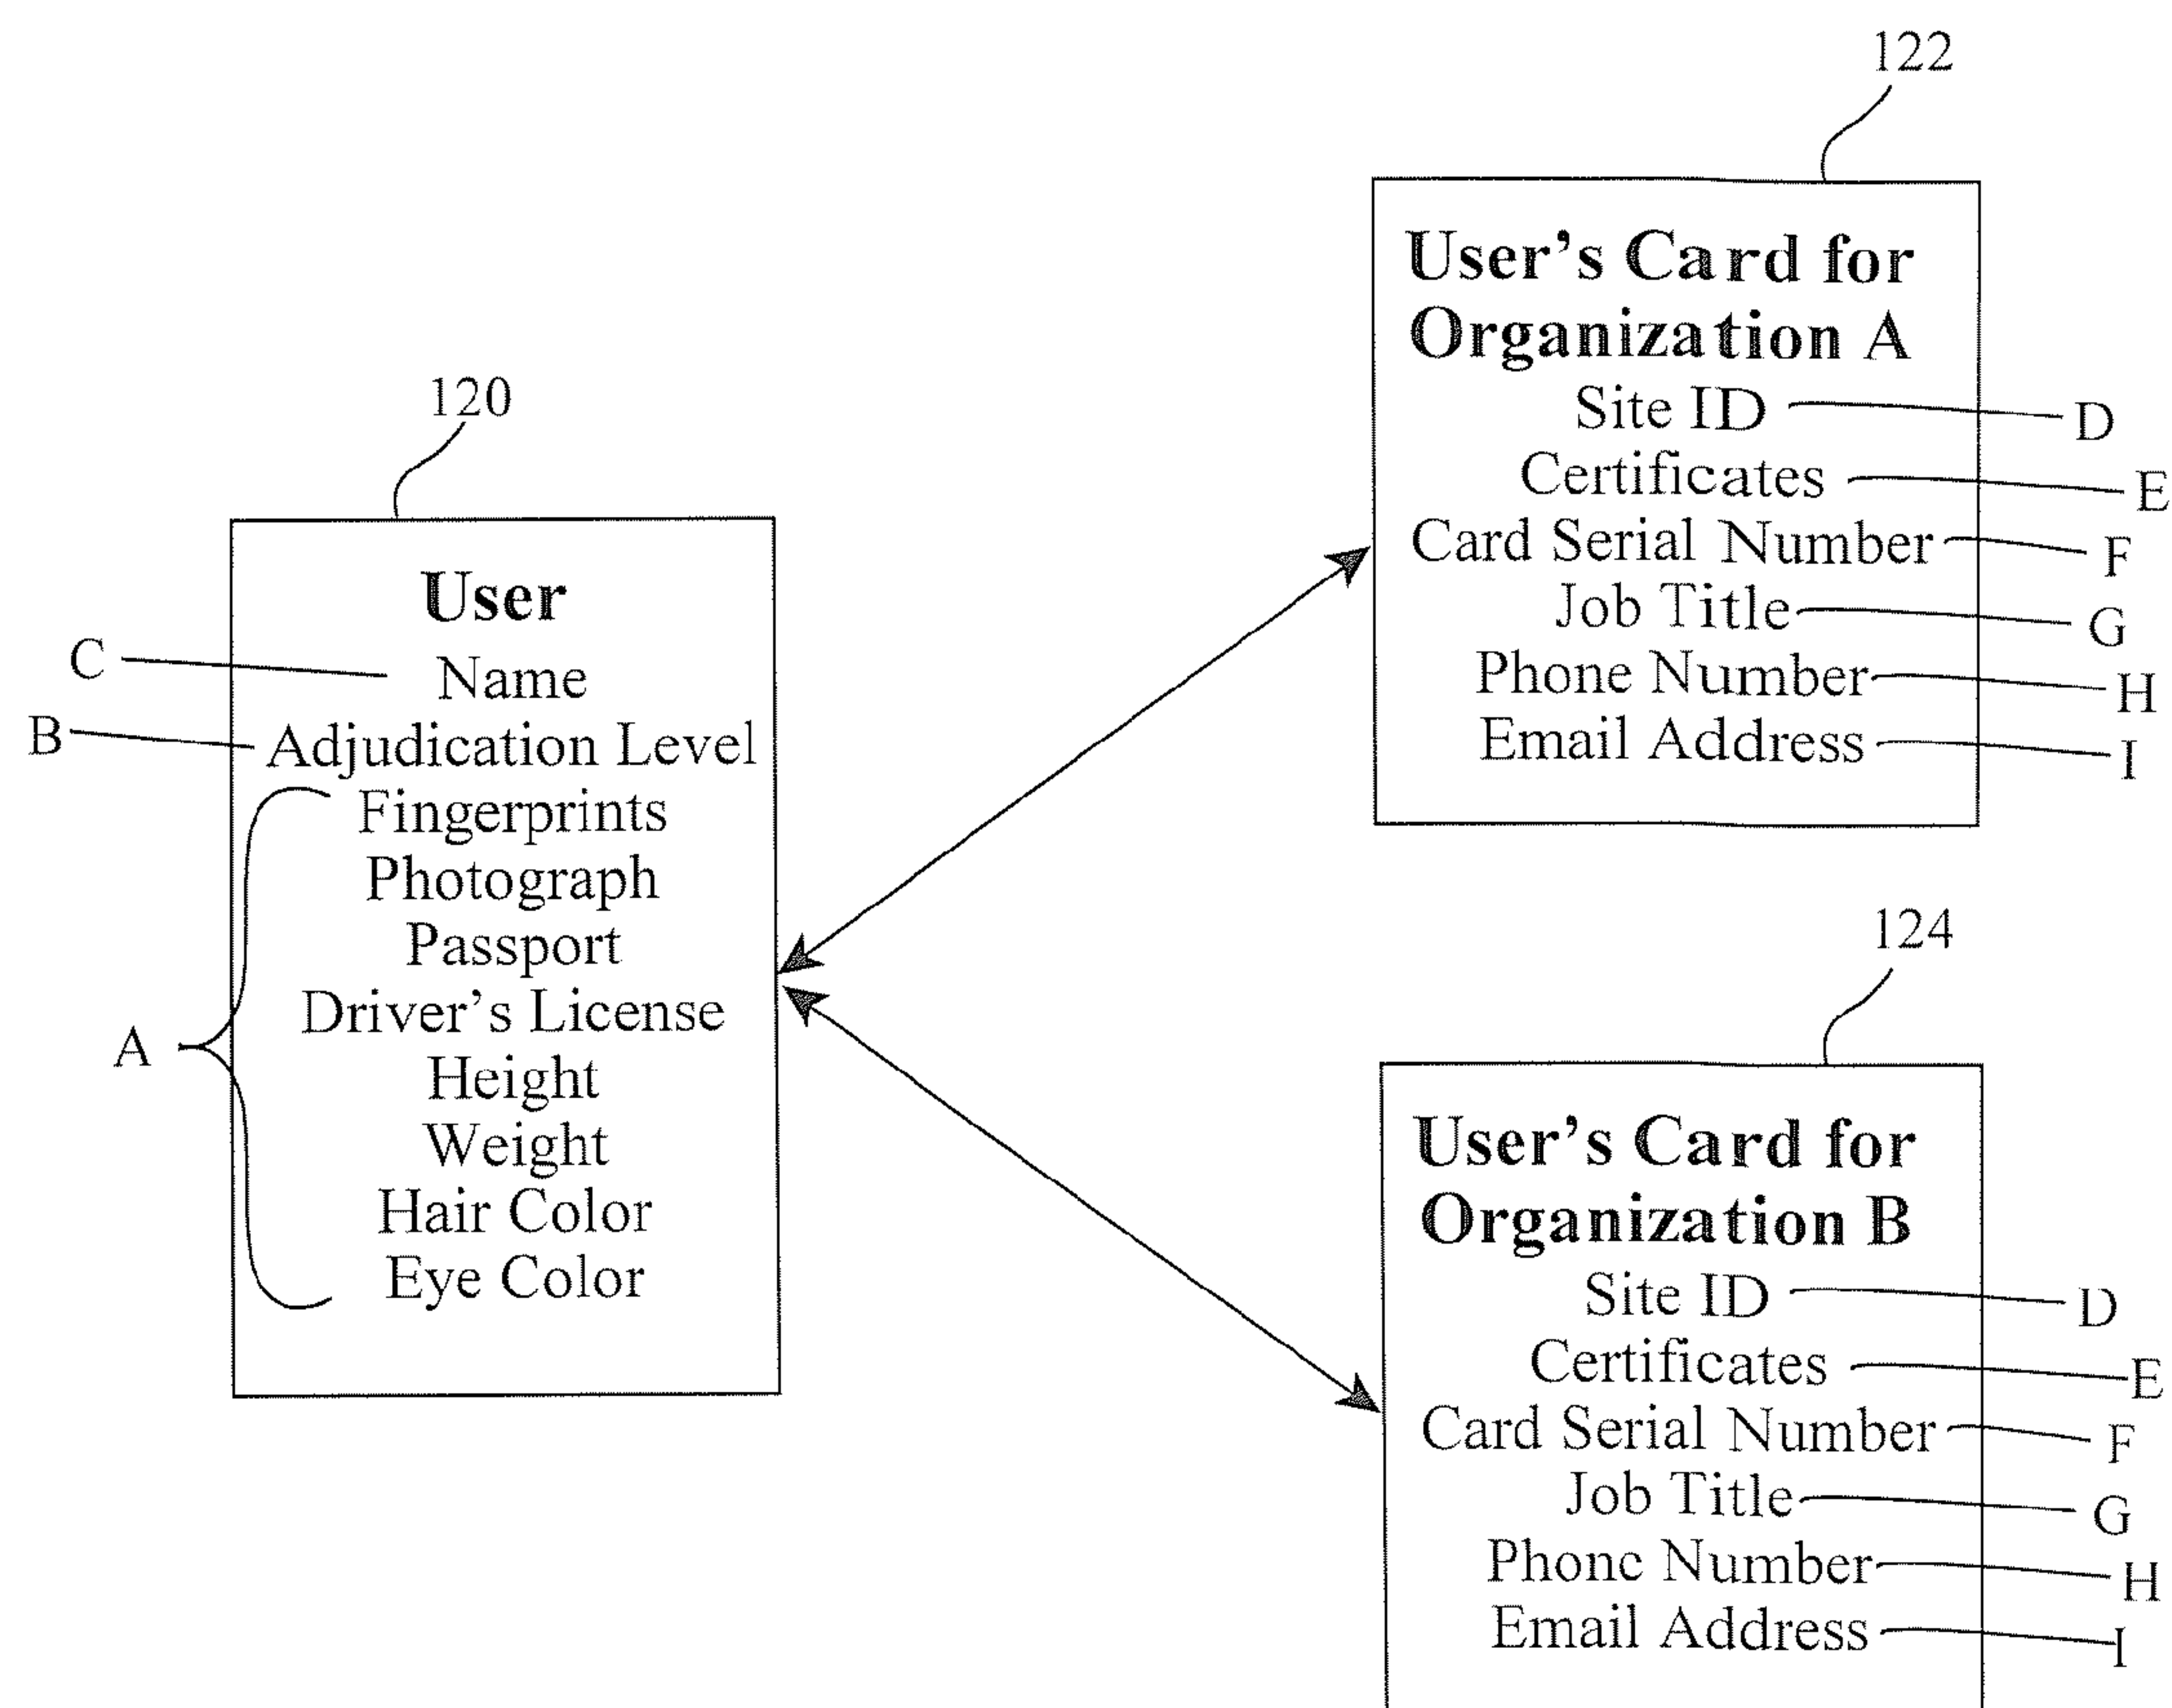 122
User's Card for
Organization A
Site ID
D
Certificates
E
Card Serial Number
F
Job Title
G
Phone Number
H
Email Address
I
120
User
C
Name
B
Adjudication Level
Fingerprints
Photograph
Passport
Driver's License
A
Height
Weight
Hair Color
Eye Color
124
User's Card for
Organization B
Site ID
D
Certificates
E
Card Serial Number
F
Job Title
G
Phone Number
H
Email Address
I